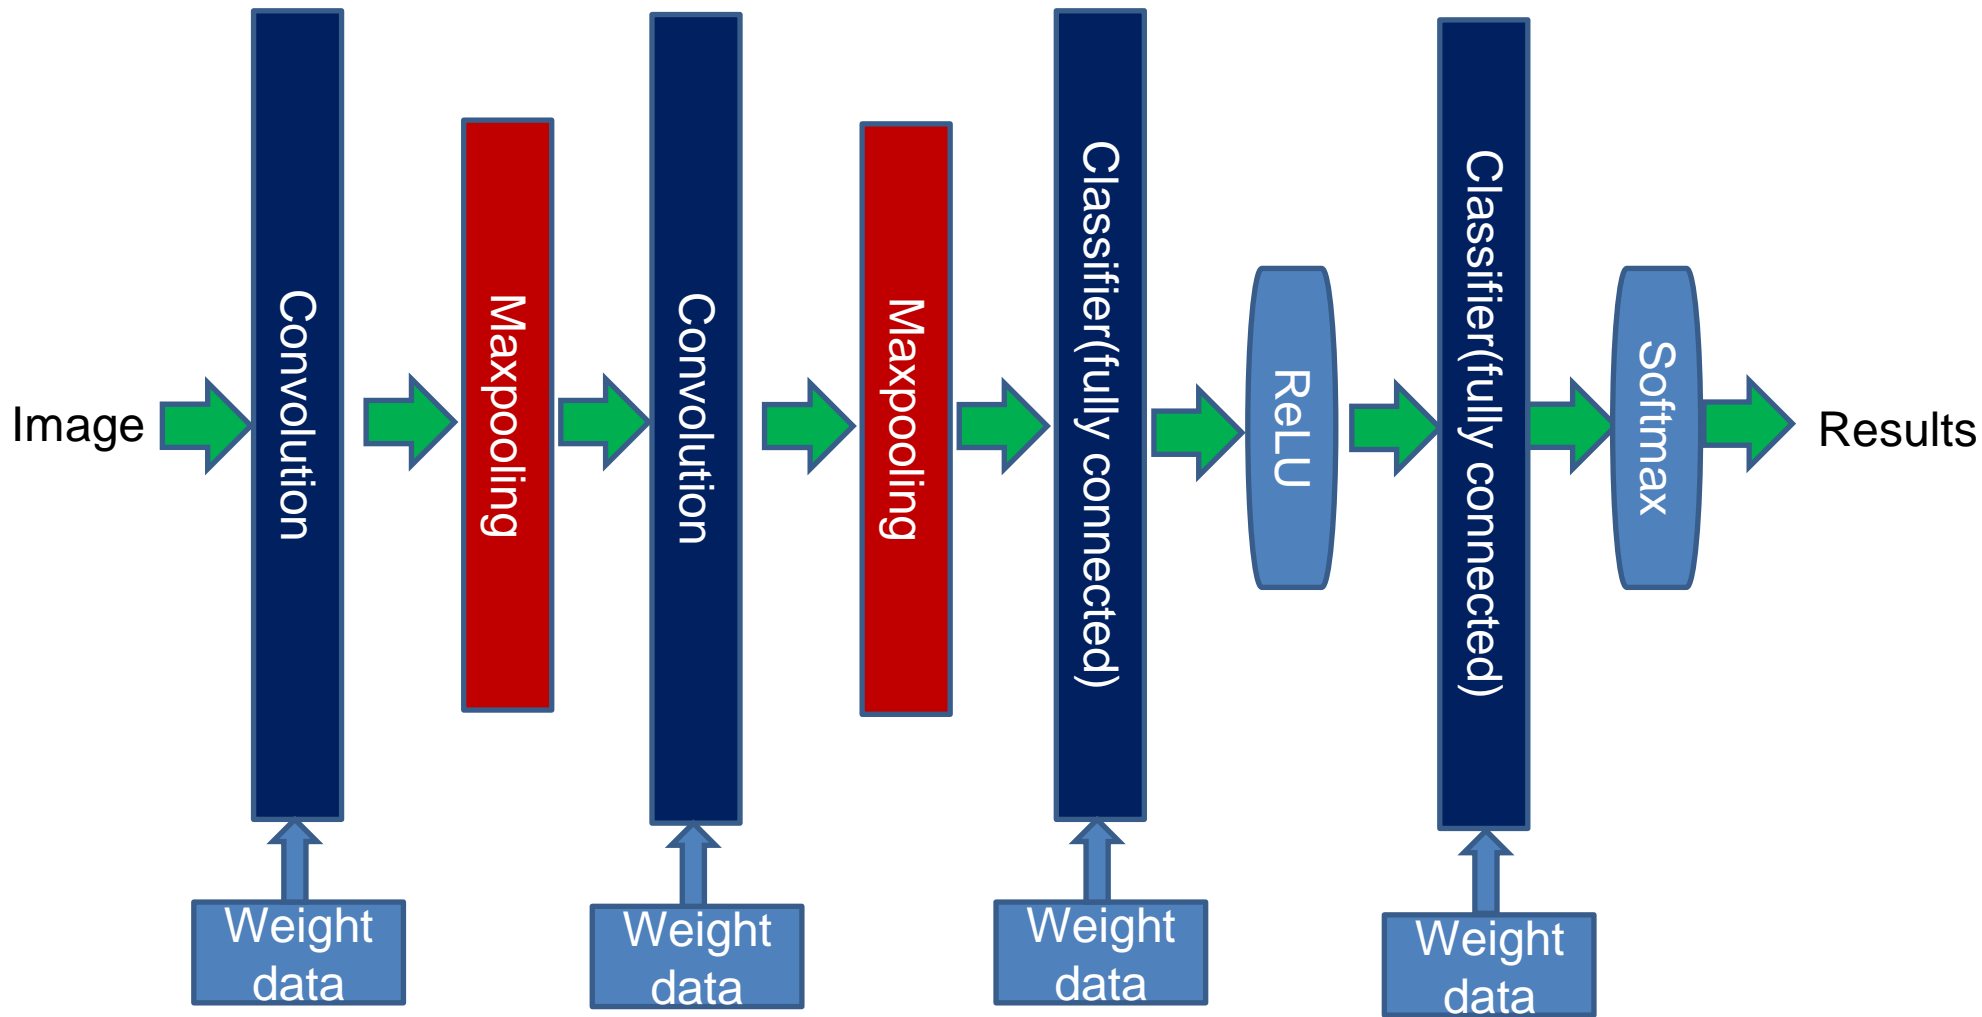 Image
Convolution
Maxpooling
Convolution
Maxpooling
Classifier(fully connected)
ReLU
Classifier(fully connected)
Softmax
Results
Weight
data
Weight
data
Weight
data
Weight
data